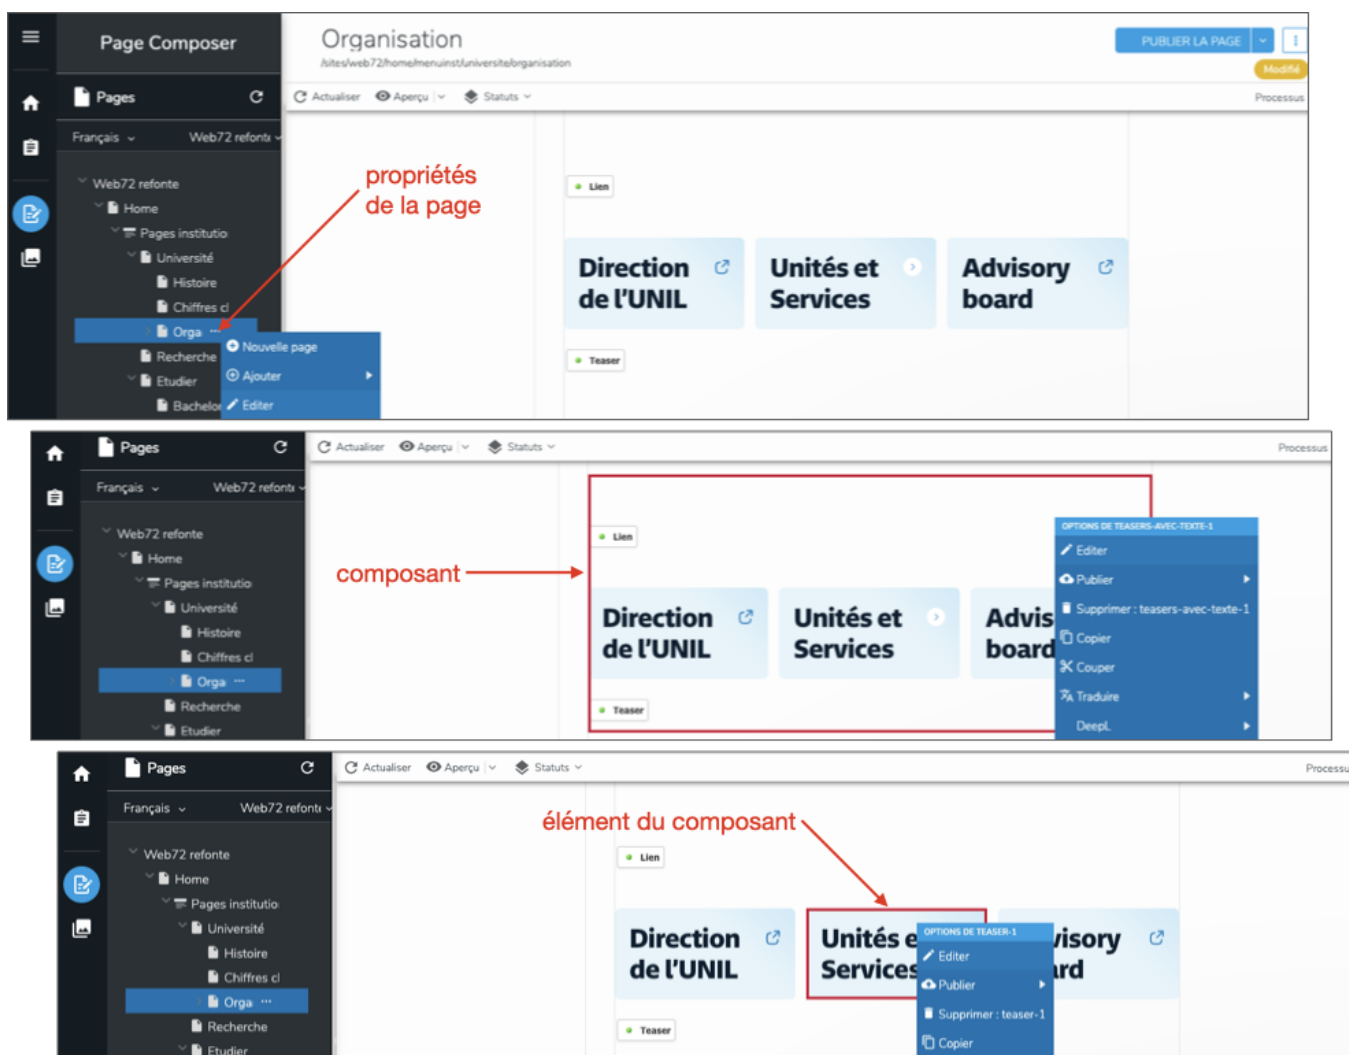 Page Composer
Organisation
/sites/web72/home/menuinst/universite/organisation
PUBLIER LA PAGE
Modifié
Pages
Actualiser
Aperçu
Statuts
Processus
Français
Web72 refonte
Web72 refonte
Home
Pages institutio
Université
Histoire
Chiffres cl
Orga
Recherche
Etudier
Bachelor
Nouvelle page
Ajouter
Editer
propriétés
de la page
Lien
Direction
de l'UNIL
Unités et
Services
Advisory
board
Teaser
Pages
Actualiser
Aperçu
Statuts
Processus
Français
Web72 refonte
Web72 refonte
Home
Pages institutio
Université
Histoire
Chiffres cl
Orga
Recherche
Etudier
composant
Lien
Direction
de l'UNIL
Unités et
Services
Advis
board
Teaser
OPTIONS DE TEASERS-AVEC-TEXTE-1
Editer
Publier
Supprimer : teasers-avec-texte-1
Copier
Couper
Traduire
DeepL
Pages
Actualiser
Aperçu
Statuts
Processu
Français
Web72 refonte
Web72 refonte
Home
Pages institutio
Université
Histoire
Chiffres cl
Orga
Recherche
Etudier
élément du composant
Lien
Direction
de l'UNIL
Unités e
Services
visory
ard
Teaser
OPTIONS DE TEASER-1
Editer
Publier
Supprimer : teaser-1
Copier